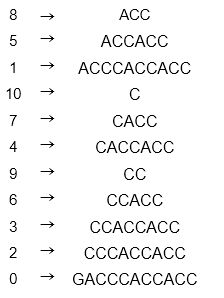 8 → ACC
5 → ACCACC
1 → ACCCACCACC
10 → C
7 → CACC
4 → CACCACC
9 → CC
6 → CCACC
3 → CCACCACC
2 → CCCACCACC
0 → GACCCACCACC